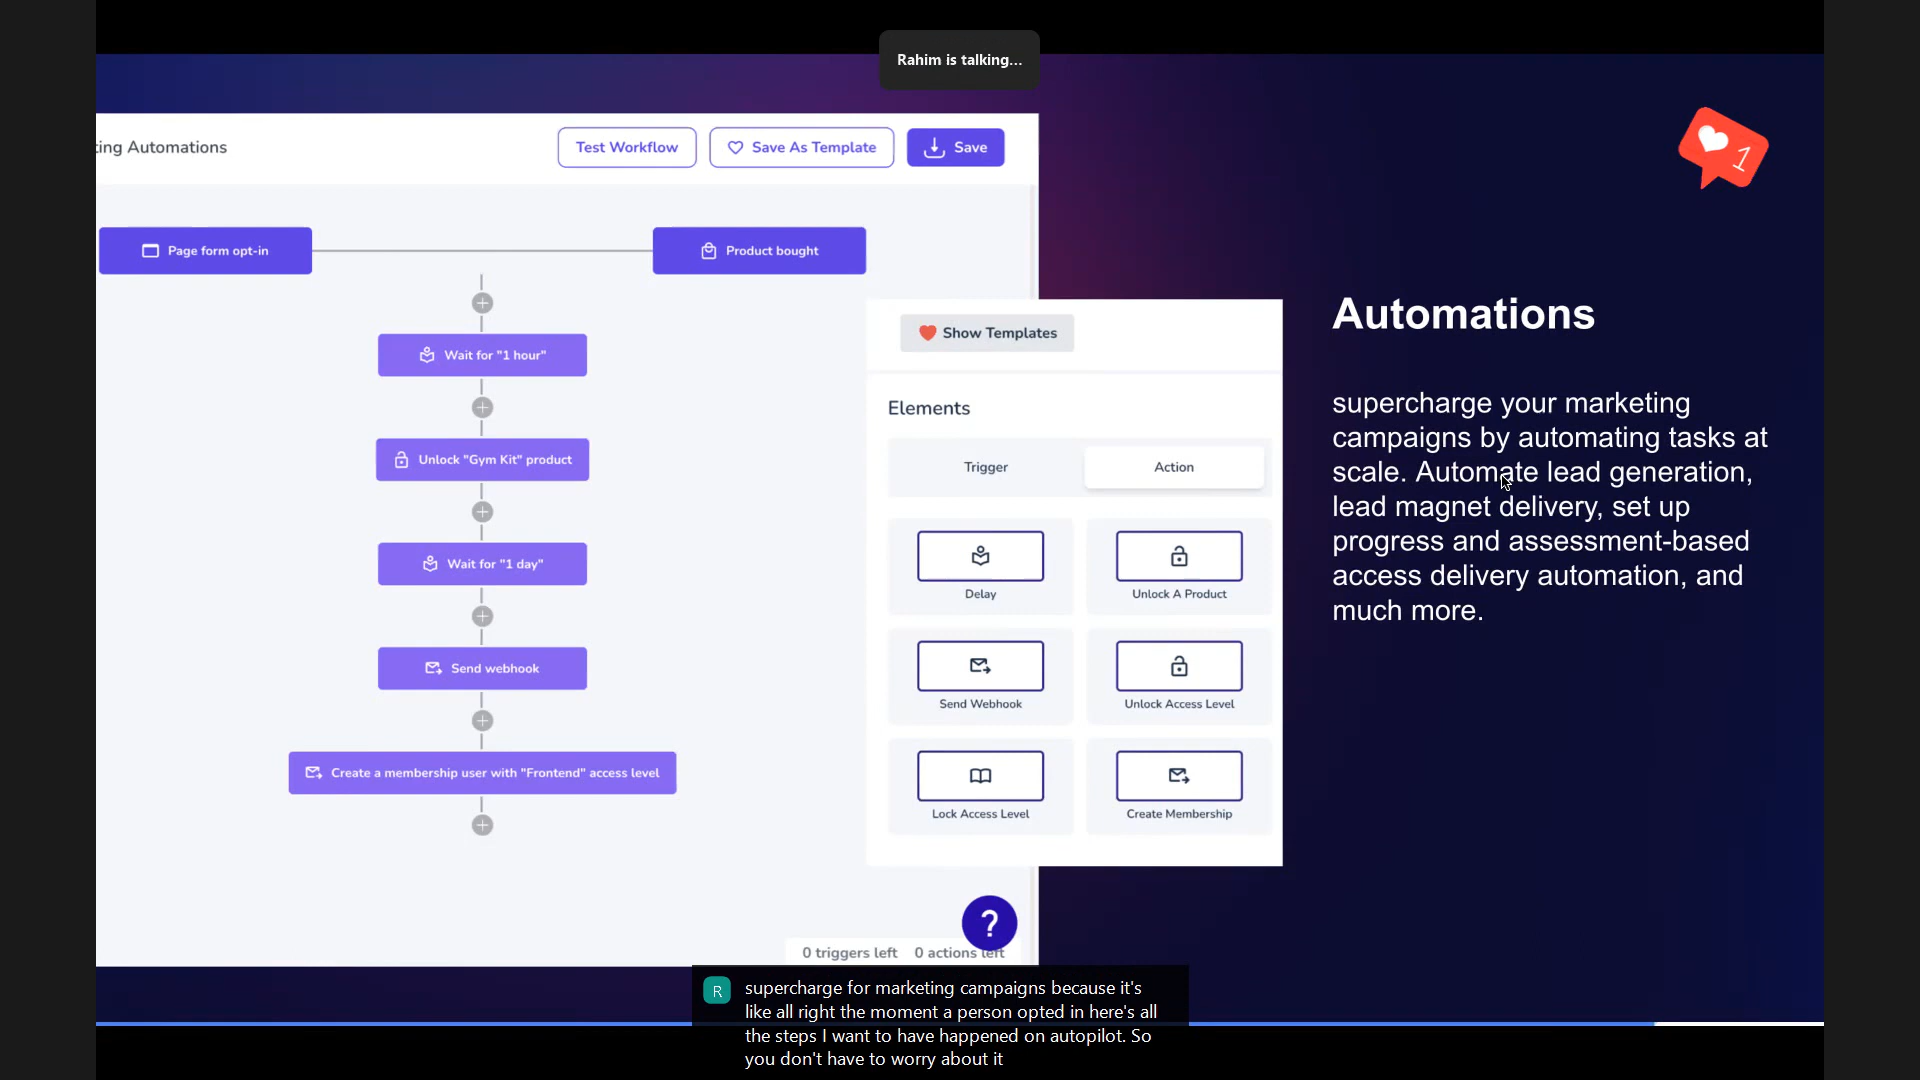 Rahim is talking...
ting Automations
Test Workflow
Save As Template
Save
1
Page form opt-in
Product bought
Wait for "1 hour"
Unlock "Gym Kit" product
Wait for "1 day"
Send webhook
Create a membership user with "Frontend" access level
Show Templates
Elements
Trigger
Action
Delay
Unlock A Product
Send Webhook
Unlock Access Level
Lock Access Level
Create Membership
?
0 triggers left
0 actions left
Automations
supercharge your marketing
campaigns by automating tasks at
scale. Automate lead generation,
lead magnet delivery, set up
progress and assessment-based
access delivery automation, and
much more.
R
supercharge for marketing campaigns because it's
like all right the moment a person opted in here's all
the steps I want to have happened on autopilot. So
you don't have to worry about it